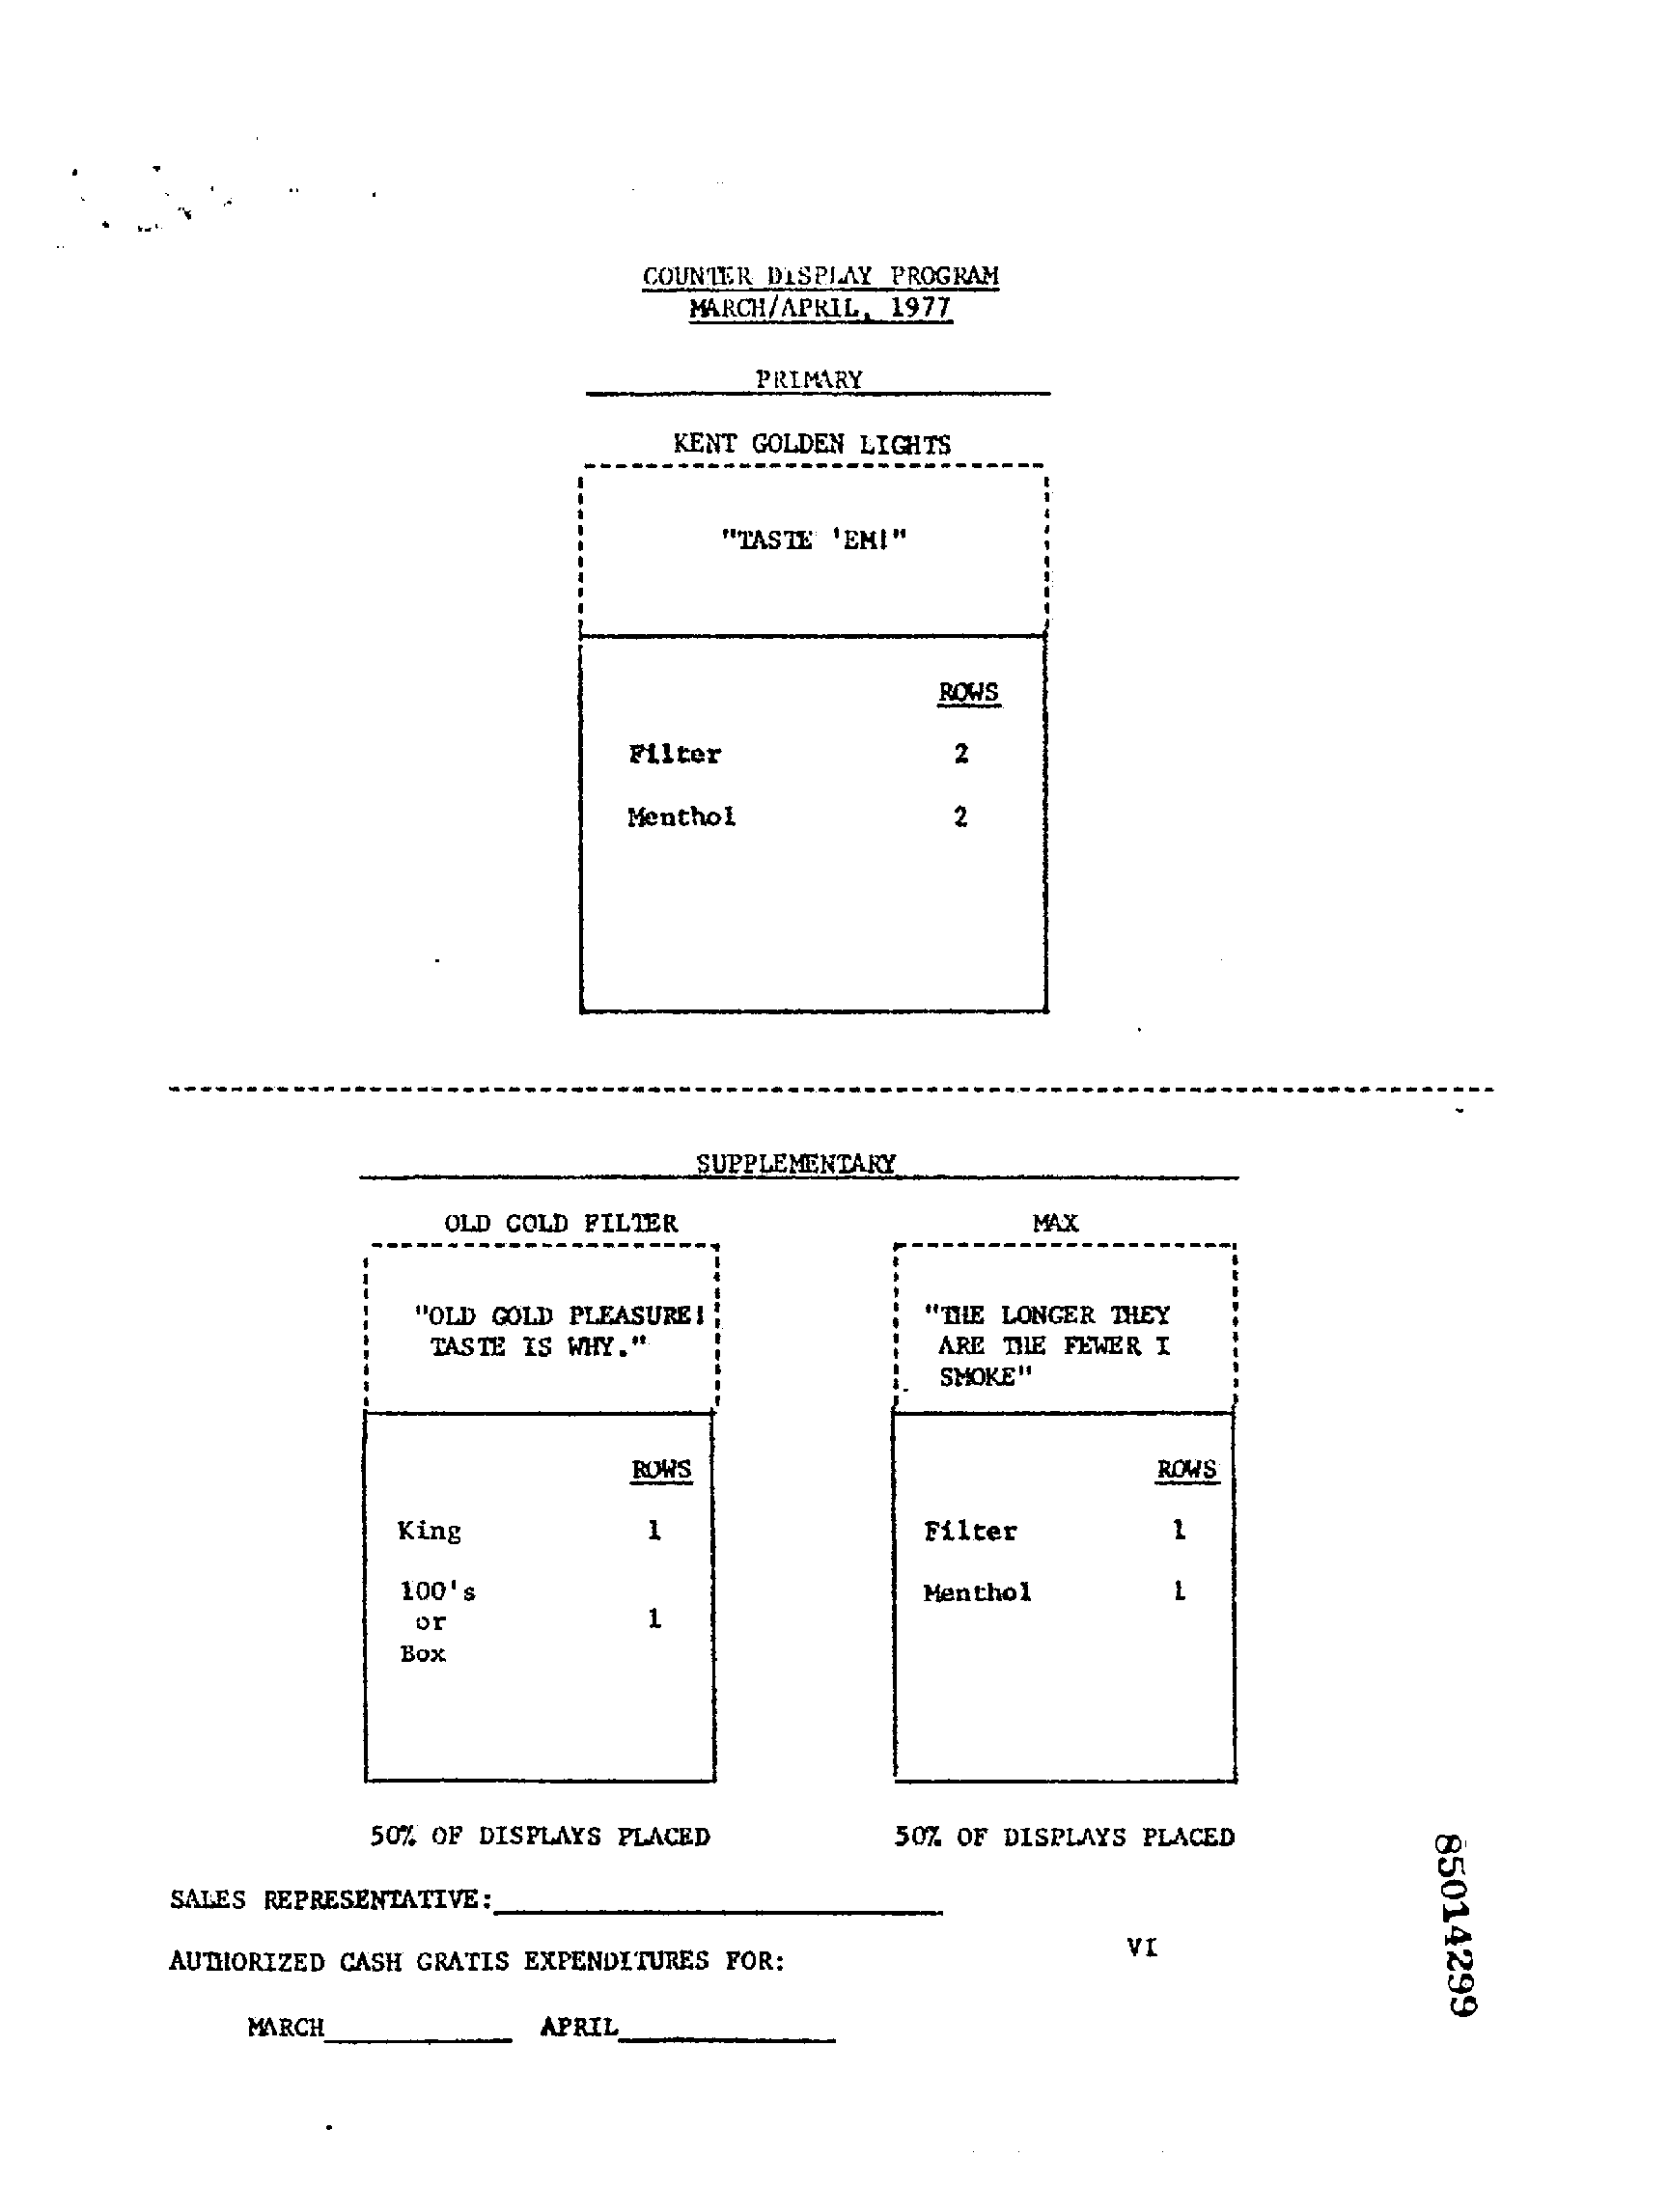 COUNTER DISPLAY PROGRAM
MARCH/APRIL, 1977
PRIMARY
KENT GOLDEN LIGHTS
"TASTE 'EM!"
ROWS
Filter 2
Menthol 2
SUPPLEMENTARY
OLD GOLD FILTER
"OLD GOLD PLEASURE!
TASTE IS WHY."
ROWS
King 1
100's
or 1
Box
50% OF DISPLAYS PLACED
MAX
"THE LONGER THEY
ARE THE FEWER I
SMOKE"
ROWS
Filter 1
Menthol 1
50% OF DISPLAYS PLACED
SALES REPRESENTATIVE:
AUTHORIZED CASH GRATIS EXPENDITURES FOR:
VI
MARCH APRIL
85014299